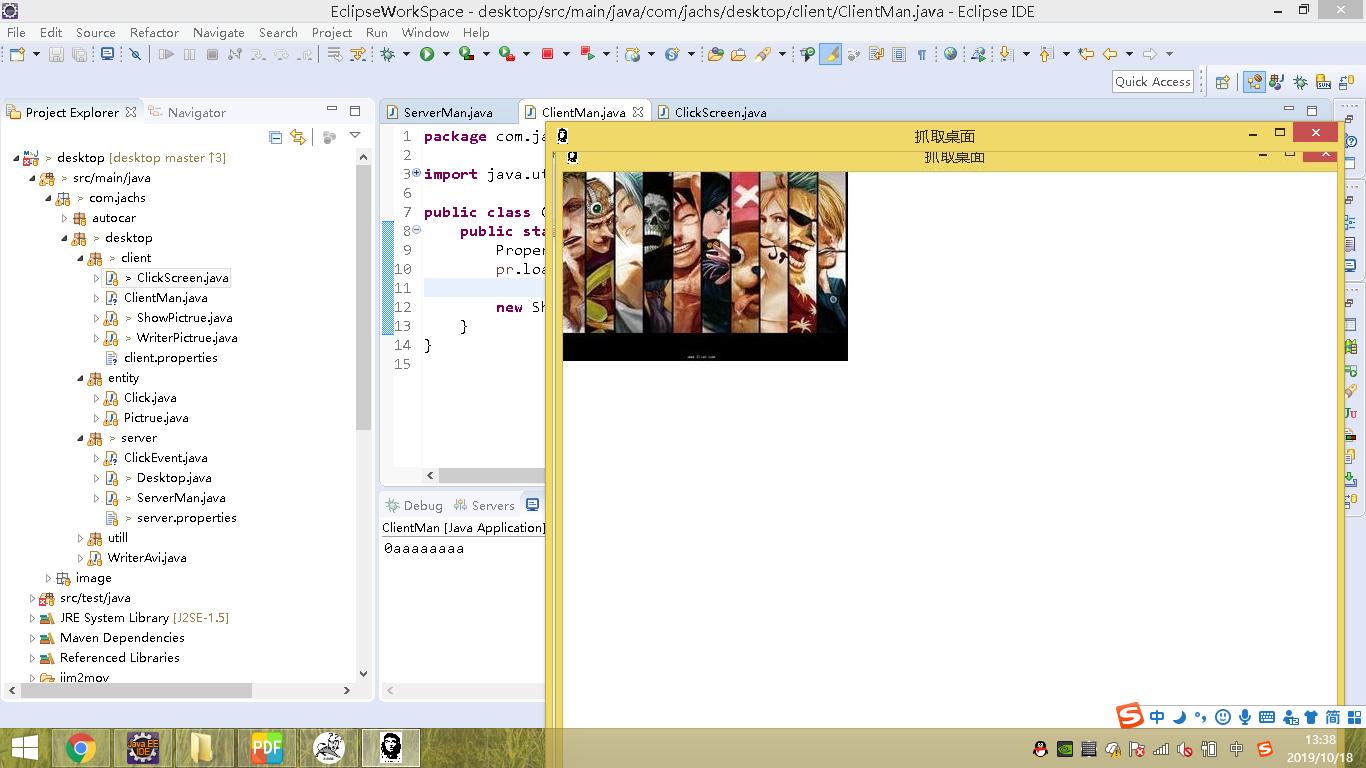 EclipseWorkSpace - desktop/src/main/java/com/jachs/desktop/client/ClientMan.java - Eclipse IDE
File Edit Source Refactor Navigate Search Project Run Window Help
Quick Access
Project Explorer Navigator
ServerMan.java ClientMan.java ClickScreen.java
> desktop [desktop master ↑3]
> src/main/java
> com.jachs
autocar
> desktop
> client
> ClickScreen.java
ClientMan.java
> ShowPictrue.java
> WriterPictrue.java
client.properties
entity
Click.java
Pictrue.java
> server
ClickEvent.java
> Desktop.java
> ServerMan.java
> server.properties
utill
WriterAvi.java
image
src/test/java
JRE System Library [J2SE-1.5]
Maven Dependencies
Referenced Libraries
jim2mov
1 package com.ja
2
3 import java.ut
6
7 public class C
8 public sta
9 Proper
10 pr.loa
11
12 new Sh
13 }
14 }
15
抓取桌面
抓取桌面
Debug Servers
ClientMan [Java Application]
0aaaaaaaa
中 简
Java EE
IDE
PDF
中
13:38
2019/10/18